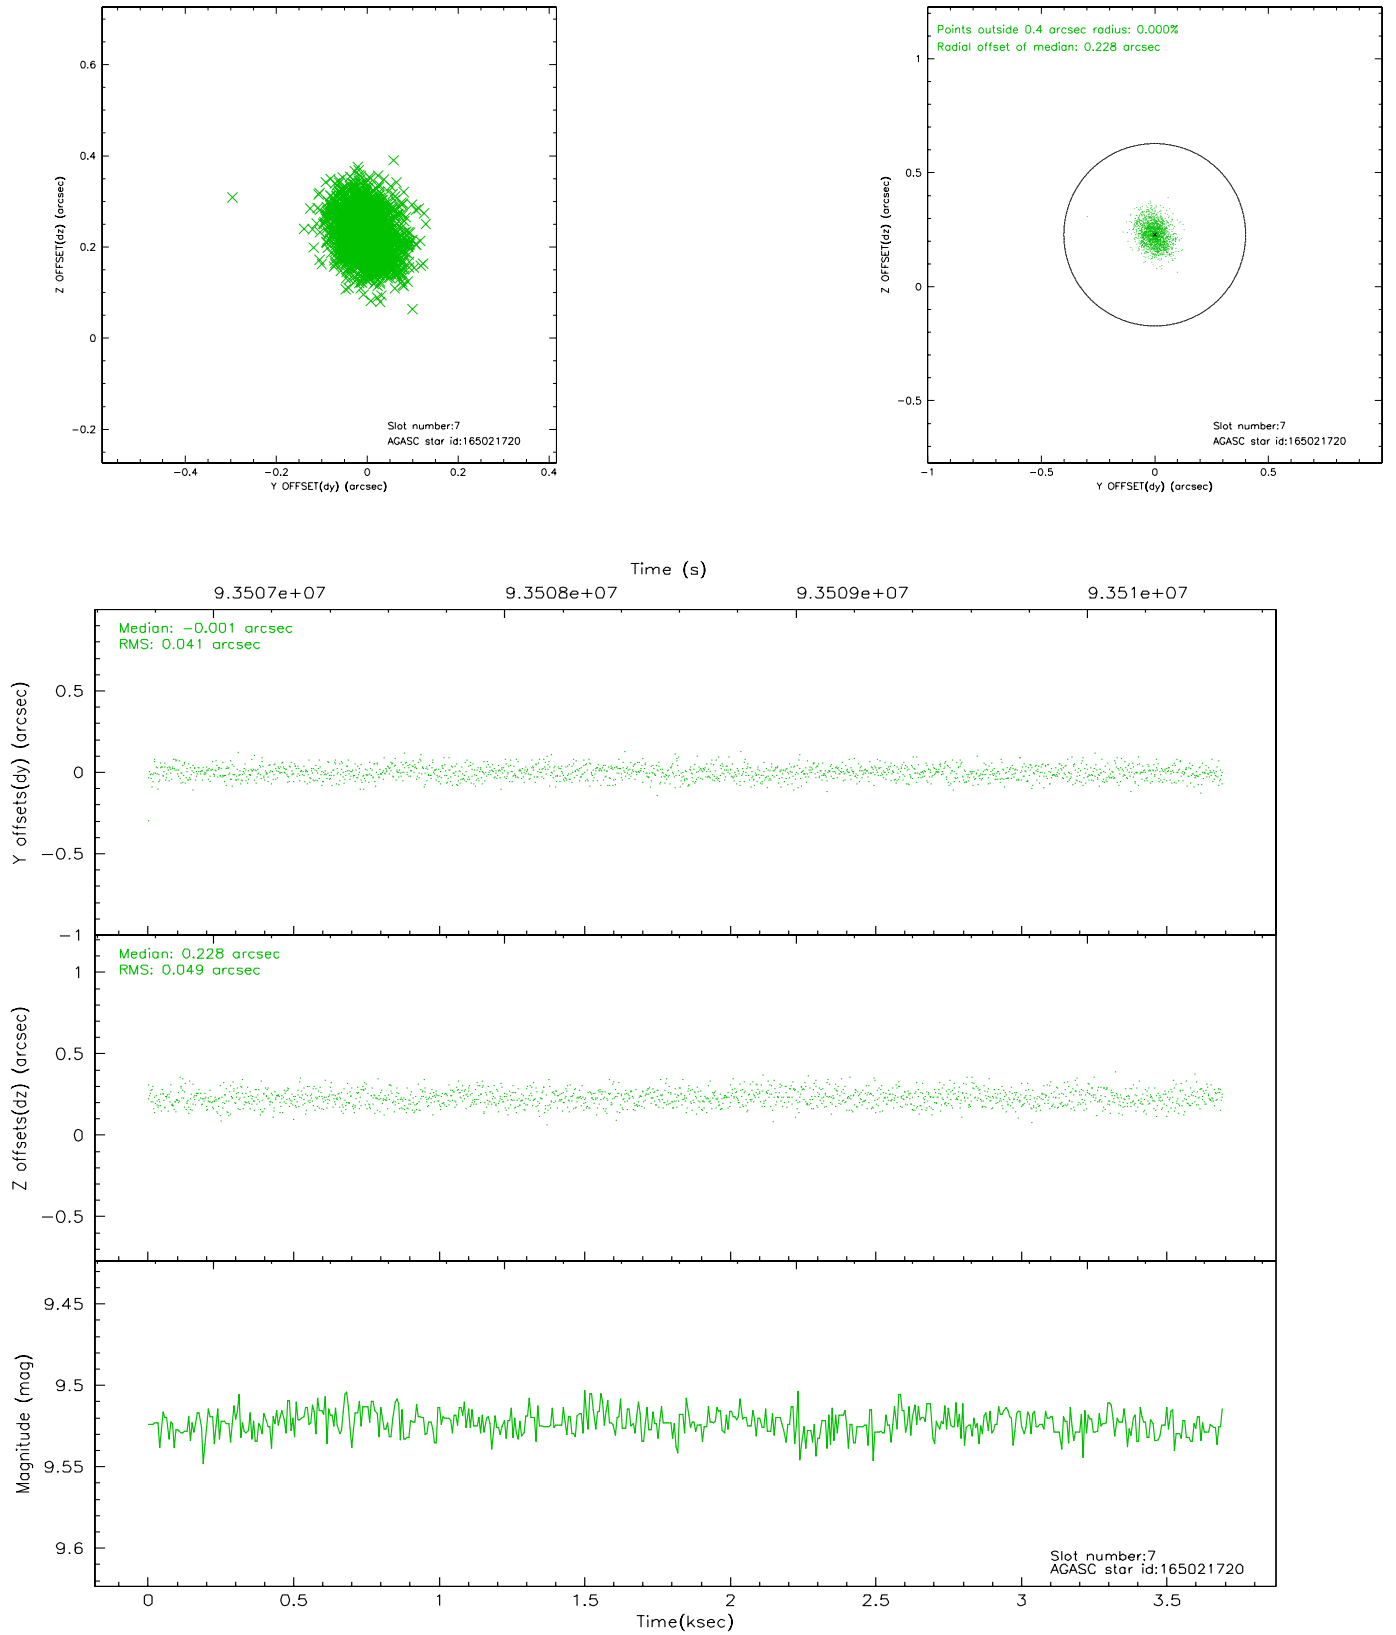 0.6
0.4
0.2
0
−0.2
Z OFFSET(dz) (arcsec)
Slot number:7
AGASC star id:165021720
−0.4 −0.2 0 0.2 0.4
Y OFFSET(dy) (arcsec)
Points outside 0.4 arcsec radius: 0.000%
Radial offset of median: 0.228 arcsec
1
0.5
0
−0.5
Z OFFSET(dz) (arcsec)
Slot number:7
AGASC star id:165021720
−1 −0.5 0 0.5
Y OFFSET(dy) (arcsec)
Time (s)
9.3507e+07 9.3508e+07 9.3509e+07 9.351e+07
Median: −0.001 arcsec
RMS: 0.041 arcsec
0.5
0
−0.5
−1
Y offsets(dy) (arcsec)
Median: 0.228 arcsec
RMS: 0.049 arcsec
1
0.5
0
−0.5
Z offsets(dz) (arcsec)
9.45
9.5
9.55
9.6
Magnitude (mag)
Slot number:7
AGASC star id:165021720
0 0.5 1 1.5 2 2.5 3 3.5
Time(ksec)